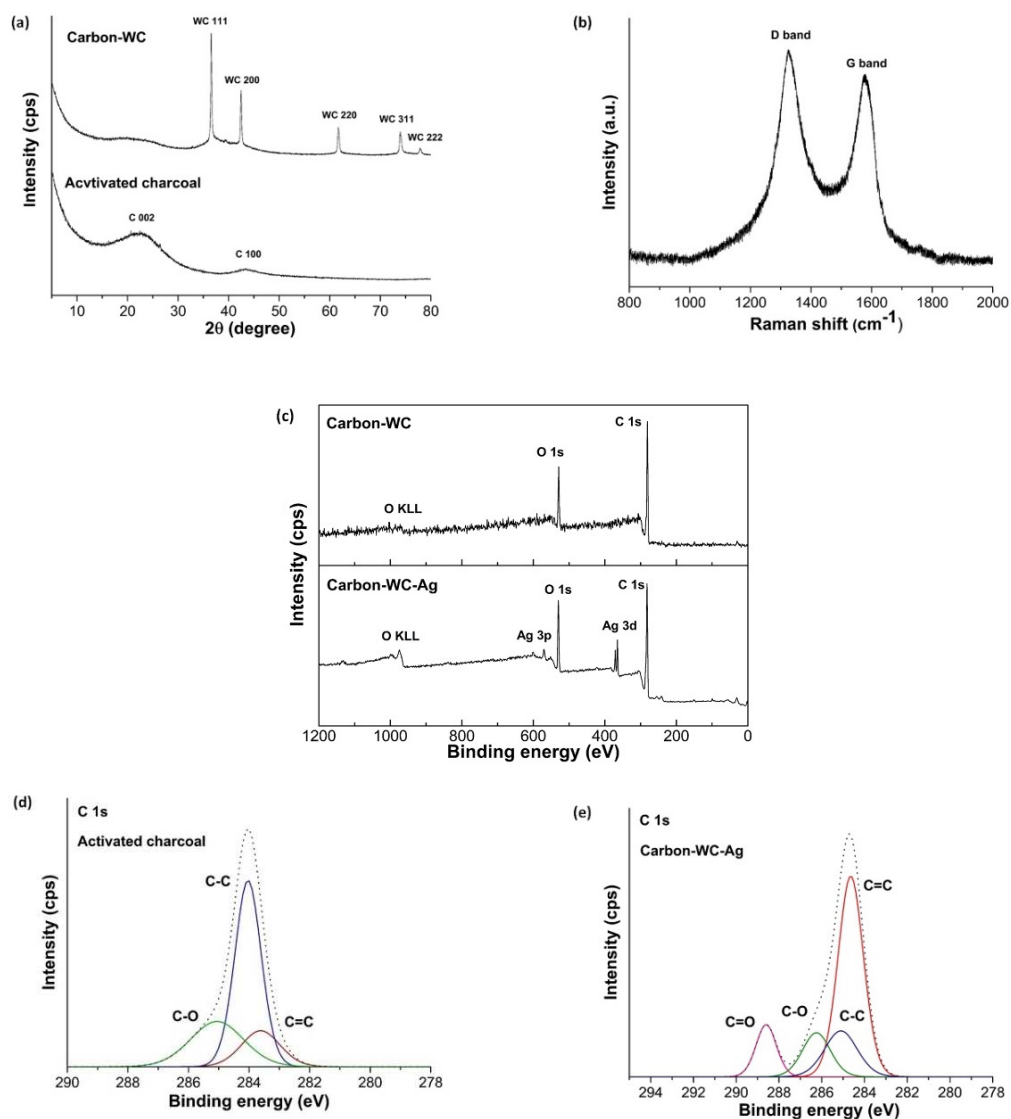 (a)
Carbon-WC
WC 111
WC 200
WC 220
WC 311
WC 222
Acvtivated charcoal
C 002
C 100
Intensity (cps)
10 20 30 40 50 60 70 80
2θ (degree)
(b)
D band
G band
Intensity (a.u.)
800 1000 1200 1400 1600 1800 2000
Raman shift (cm-1)
(c)
Carbon-WC
C 1s
O 1s
O KLL
Carbon-WC-Ag
C 1s
O 1s
Ag 3d
Ag 3p
O KLL
Intensity (cps)
1200 1000 800 600 400 200 0
Binding energy (eV)
(d)
C 1s
Activated charcoal
C-C
C-O
C=C
Intensity (cps)
290 288 286 284 282 280 278
Binding energy (eV)
(e)
C 1s
Carbon-WC-Ag
C=C
C-O
C-C
C=O
Intensity (cps)
294 292 290 288 286 284 282 280 278
Binding energy (eV)